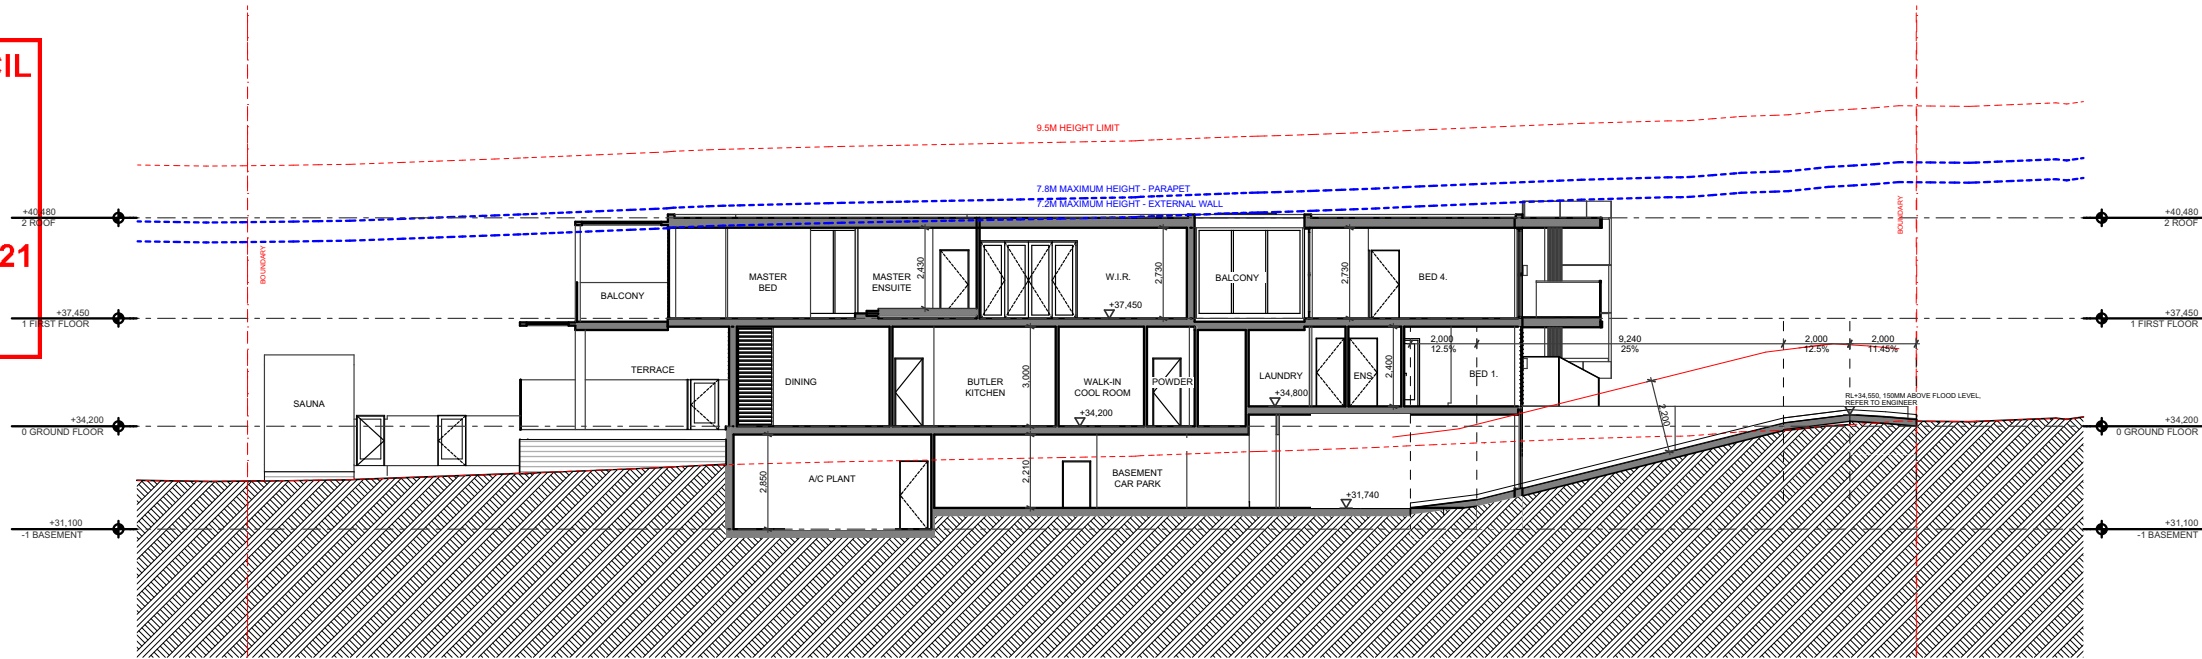 CIL
21
9.5M HEIGHT LIMIT
7.8M MAXIMUM HEIGHT - PARAPET
7.2M MAXIMUM HEIGHT - EXTERNAL WALL
+40,480
2 ROOF
+40,480
2 ROOF
BOUNDARY
BOUNDARY
BALCONY
MASTER
BED
MASTER
ENSUITE
2,430
W.I.R.
+37,450
2,730
BALCONY
2,730
BED 4.
+37,450
1 FIRST FLOOR
+37,450
1 FIRST FLOOR
2,000
12.5%
9,240
25%
2,000
12.5%
2,000
11.45%
SAUNA
TERRACE
DINING
BUTLER
KITCHEN
3,000
WALK-IN
COOL ROOM
POWDER
+34,200
LAUNDRY
+34,800
ENS
2,400
BED 1.
2,200
RL+34,550, 150MM ABOVE FLOOD LEVEL,
REFER TO ENGINEER
+34,200
0 GROUND FLOOR
+34,200
0 GROUND FLOOR
2,850
A/C PLANT
2,210
BASEMENT
CAR PARK
+31,740
+31,100
-1 BASEMENT
+31,100
-1 BASEMENT